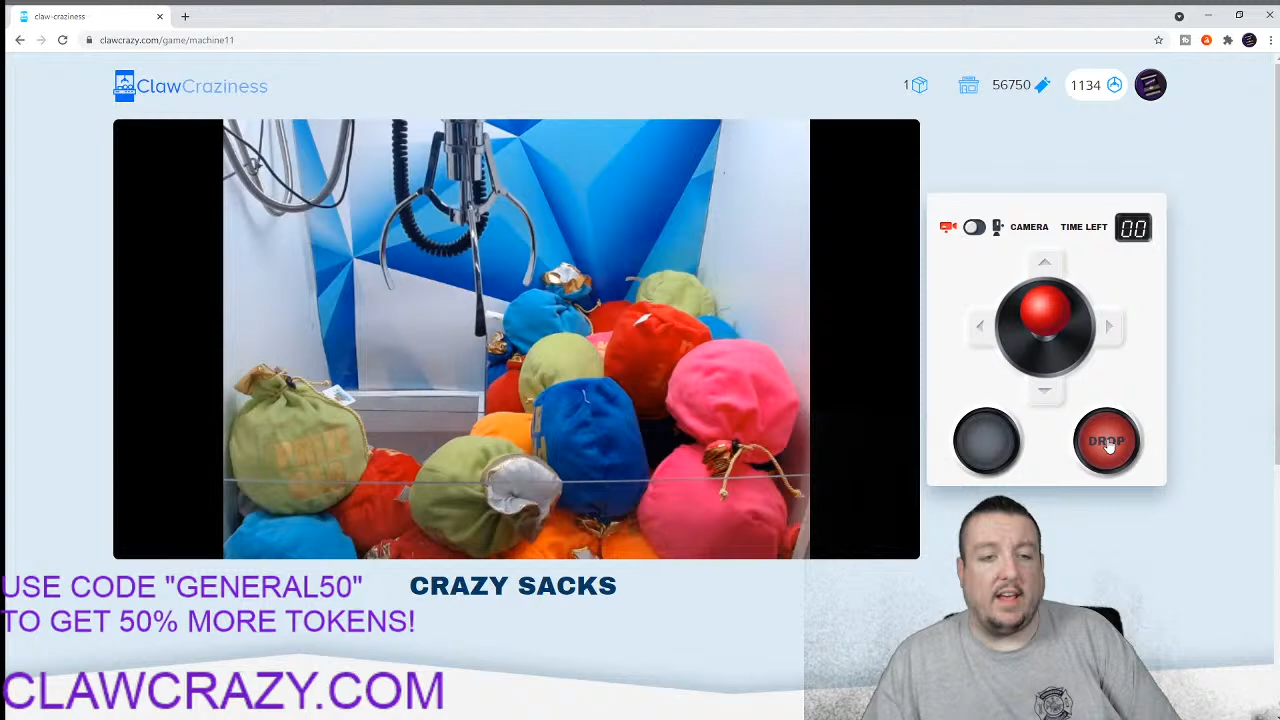 claw-craziness
clawcrazy.com/game/machine11
ClawCraziness
1
56750
1134
CAMERA
TIME LEFT
00
DROP
CRAZY SACKS
USE CODE "GENERAL50"
TO GET 50% MORE TOKENS!
CLAWCRAZY.COM